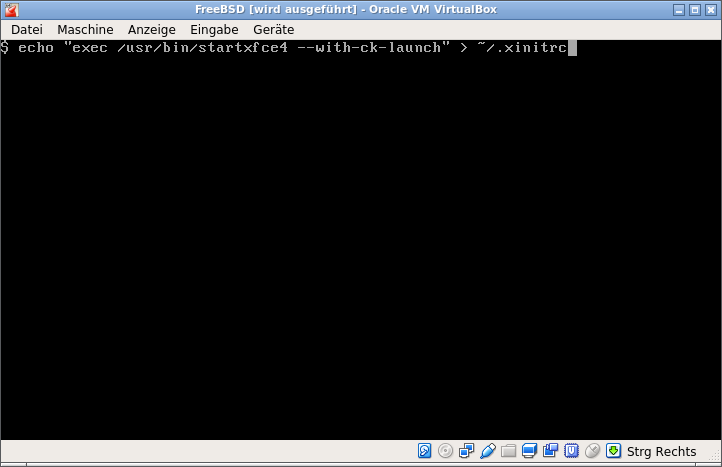 FreeBSD [wird ausgeführt] - Oracle VM VirtualBox
Datei Maschine Anzeige Eingabe Geräte
$ echo "exec /usr/bin/startxfce4 --with-ck-launch" > ~/.xinitrc
Strg Rechts